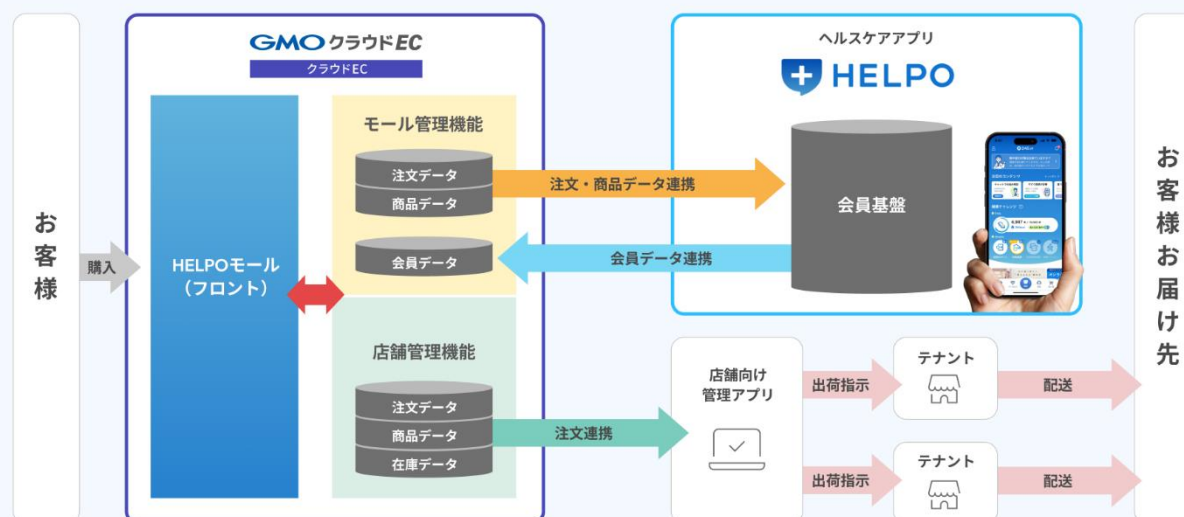 お客様
購入
GMOクラウドEC
クラウドEC
HELPOモール
（フロント）
モール管理機能
注文データ
商品データ
会員データ
店舗管理機能
注文データ
商品データ
在庫データ
注文・商品データ連携
会員データ連携
注文連携
ヘルスケアアプリ
HELPO
会員基盤
店舗向け
管理アプリ
出荷指示
テナント
配送
出荷指示
テナント
配送
お客様お届け先